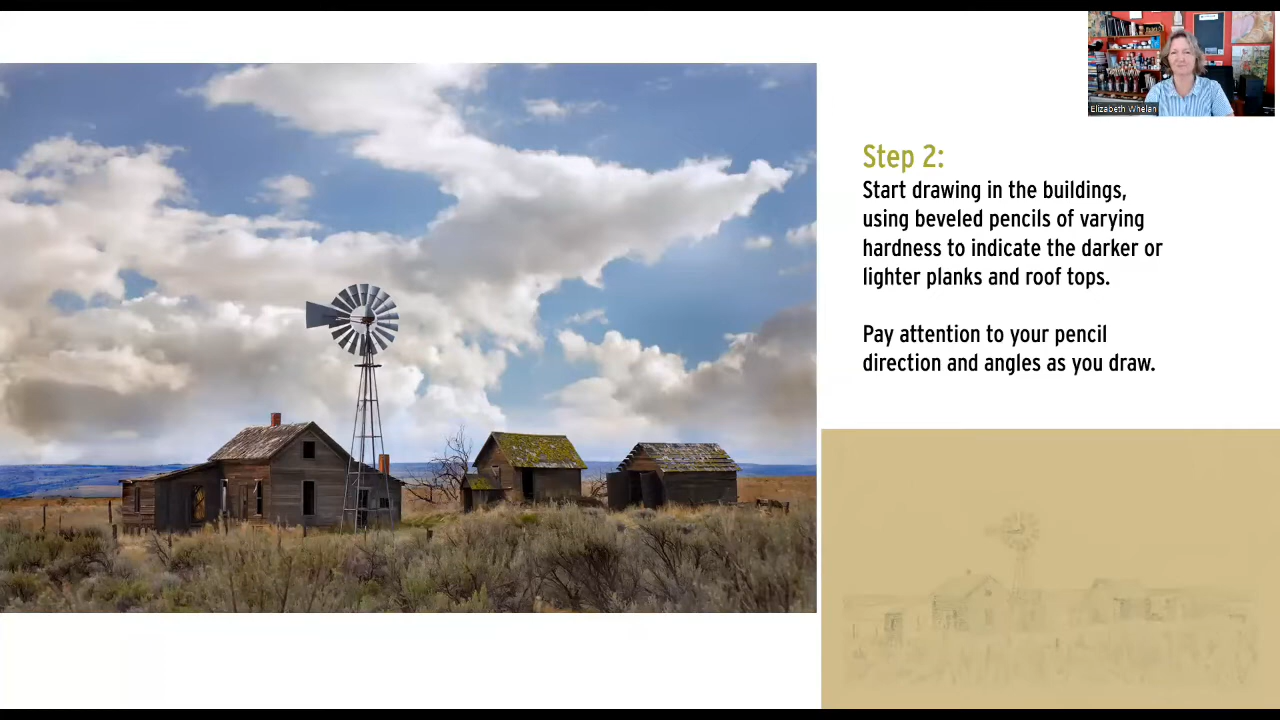 Elizabeth Whelan
Step 2:
Start drawing in the buildings,
using beveled pencils of varying
hardness to indicate the darker or
lighter planks and roof tops.
Pay attention to your pencil
direction and angles as you draw.